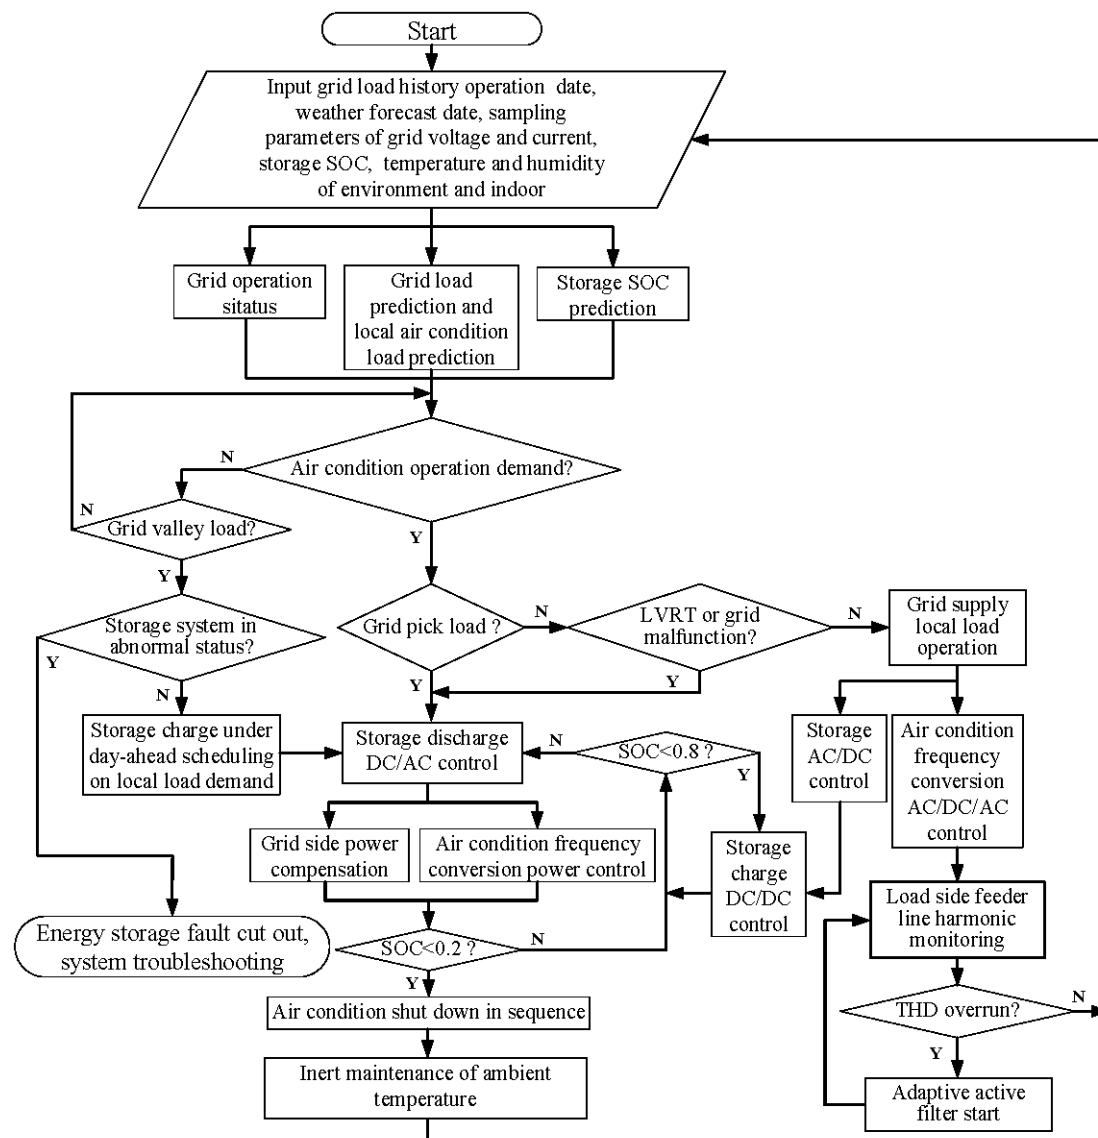 Start
Input grid load history operation date,
weather forecast date, sampling
parameters of grid voltage and current,
storage SOC, temperature and humidity
of environment and indoor
Grid operation
sitatus
Grid load
prediction and
local air condition
load prediction
Storage SOC
prediction
Air condition operation demand?
N
Y
Grid valley load?
N
Y
Storage system in
abnormal status?
Y
N
Grid pick load ?
N
Y
LVRT or grid
malfunction?
N
Y
Grid supply
local load
operation
Storage charge under
day-ahead scheduling
on local load demand
Storage discharge
DC/AC control
N
SOC<0.8 ?
Y
Storage
AC/DC
control
Air condition
frequency
conversion
AC/DC/AC
control
Grid side power
compensation
Air condition frequency
conversion power control
Storage
charge
DC/DC
control
Load side feeder
line harmonic
monitoring
Energy storage fault cut out,
system troubleshooting
SOC<0.2 ?
N
Y
THD overrun?
N
Y
Air condition shut down in sequence
Inert maintenance of ambient
temperature
Adaptive active
filter start